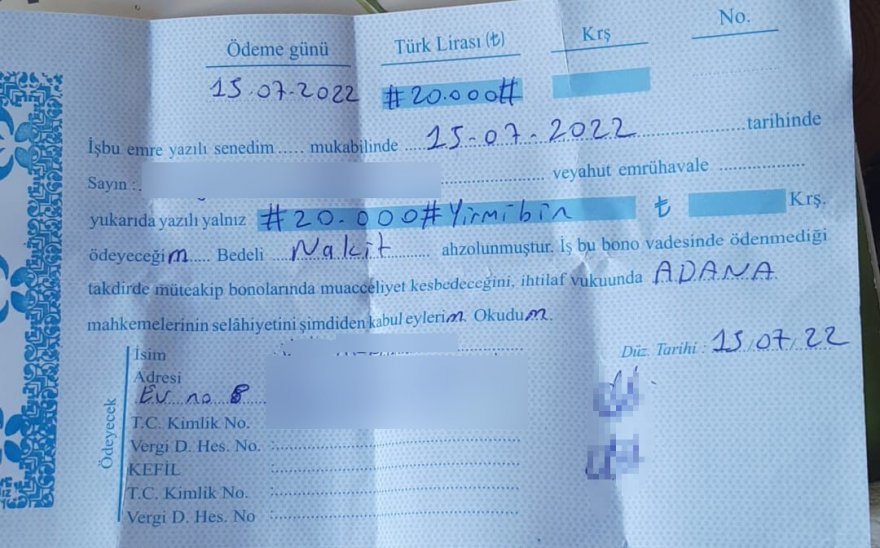 Ödeme günü Türk Lirası (₺) Krş No.
15.07.2022 #20.000#
İşbu emre yazılı senedim ..... mukabilinde ... 15-07-2022 ... tarihinde
Sayın : ... veyahut emrühavale ...
yukarıda yazılı yalnız #20.000#Yirmibin ₺ Krş.
ödeyeceğim.... Bedeli ... Nakit ... ahzolunmuştur. İş bu bono vadesinde ödenmediği
takdirde müteakip bonolarında muacceliyet kesbedeceğini, ihtilaf vukuunda ADANA
mahkemelerinin selâhiyetini şimdiden kabul eylerim. Okudum.
Düz. Tarihi : 15/07/22
Ödeyecek
İsim
Adresi
Ev no 8
T.C. Kimlik No.
Vergi D. Hes. No. :
KEFİL :
T.C. Kimlik No. :
Vergi D. Hes. No :